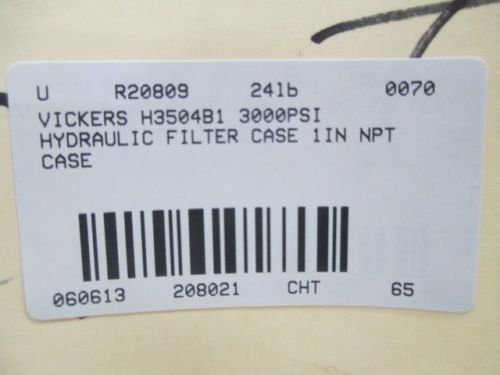 U R20809 24lb 0070
VICKERS H3504B1 3000PSI
HYDRAULIC FILTER CASE 1IN NPT
CASE
060613 208021 CHT 65